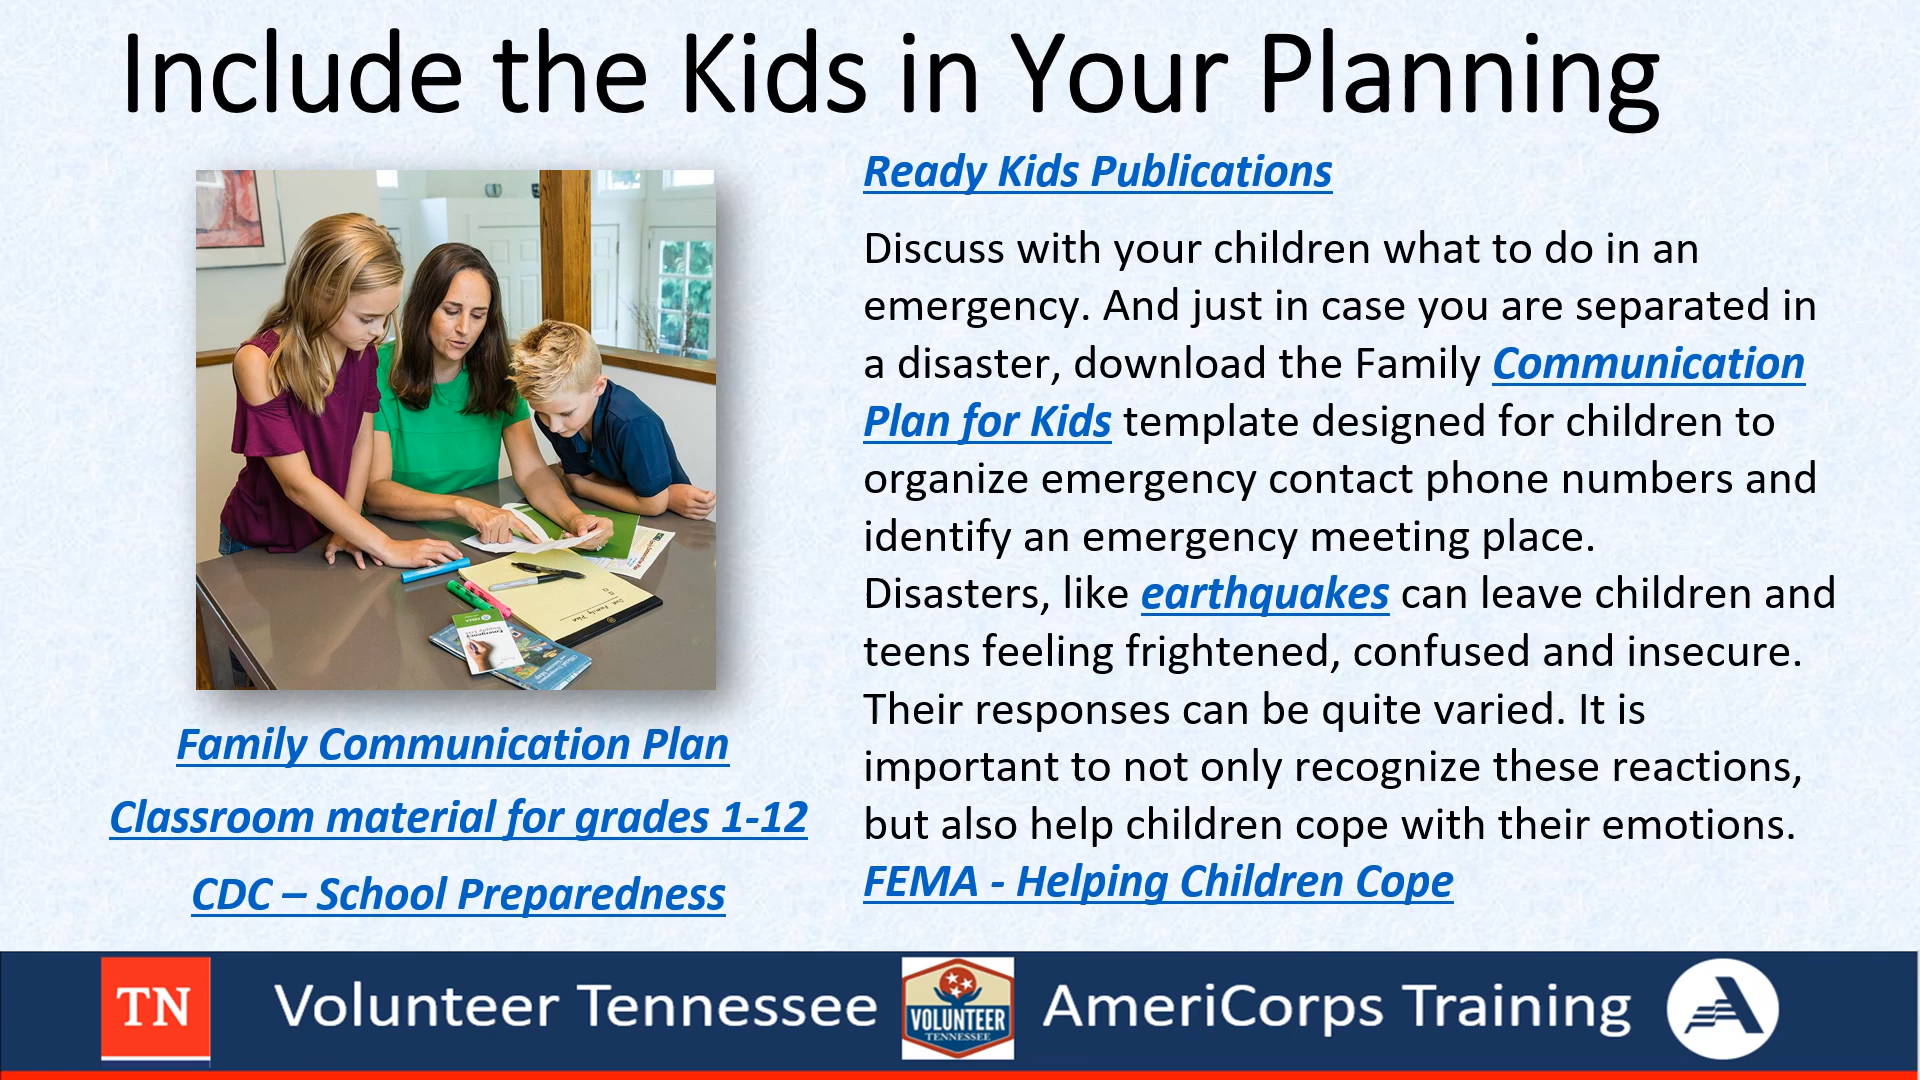 Include the Kids in Your Planning
Family Communication Plan
Classroom material for grades 1-12
CDC – School Preparedness
Ready Kids Publications
Discuss with your children what to do in an
emergency. And just in case you are separated in
a disaster, download the Family Communication
Plan for Kids template designed for children to
organize emergency contact phone numbers and
identify an emergency meeting place.
Disasters, like earthquakes can leave children and
teens feeling frightened, confused and insecure.
Their responses can be quite varied. It is
important to not only recognize these reactions,
but also help children cope with their emotions.
FEMA - Helping Children Cope
TN
Volunteer Tennessee
VOLUNTEER
TENNESSEE
AmeriCorps Training